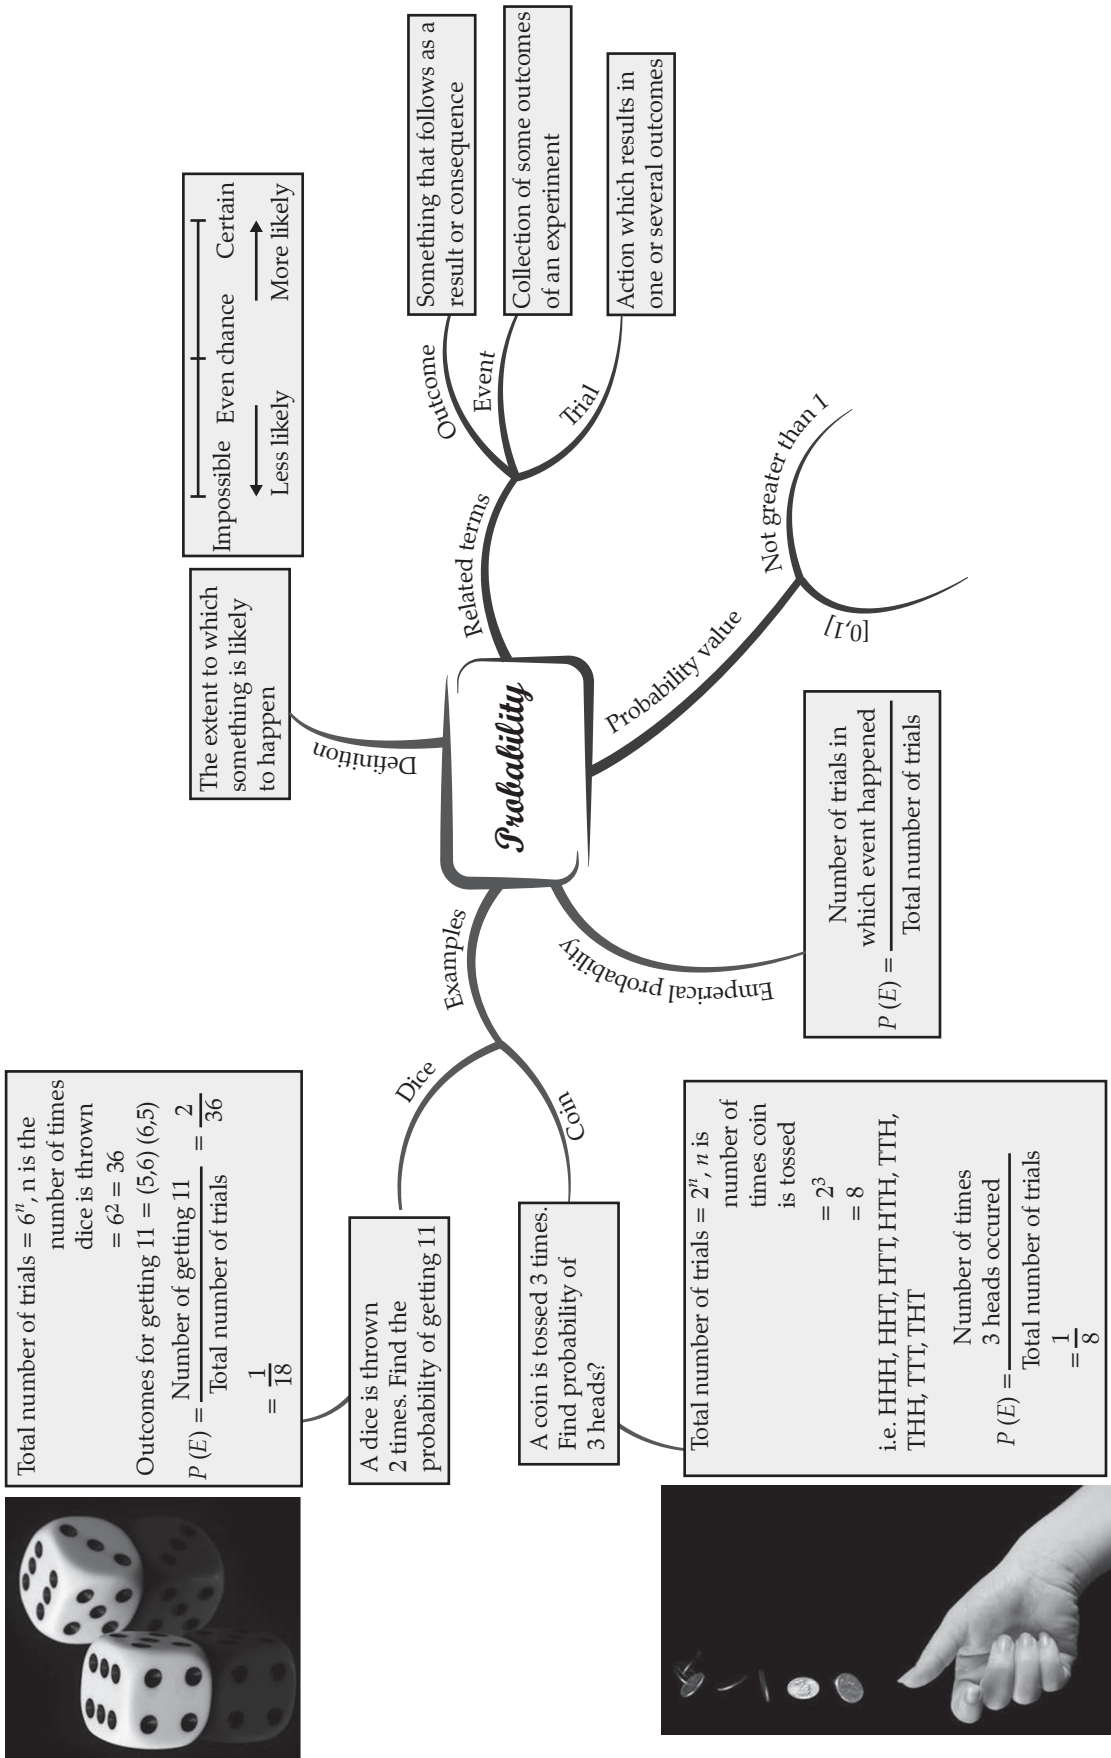 Probability
Definition
The extent to which
something is likely
to happen
Impossible Even chance Certain
Less likely More likely
Related terms
Outcome
Something that follows as a
result or consequence
Event
Collection of some outcomes
of an experiment
Trial
Action which results in
one or several outcomes
Probability value
Not greater than 1
[0,1]
Emperical probability
P (E) = Number of trials in
which event happened
Total number of trials
Examples
Dice
A dice is thrown
2 times. Find the
probability of getting 11
Total number of trials = 6ⁿ, n is the
number of times
dice is thrown
= 6² = 36
Outcomes for getting 11 = (5,6) (6,5)
P (E) = Number of getting 11 / Total number of trials = 2/36
= 1/18
Coin
A coin is tossed 3 times.
Find probability of
3 heads?
Total number of trials = 2ⁿ, n is
number of
times coin
is tossed
= 2³
= 8
i.e. HHH, HHT, HTT, HTH, TTH,
THH, TTT, THT
P (E) = Number of times
3 heads occured
Total number of trials
= 1/8